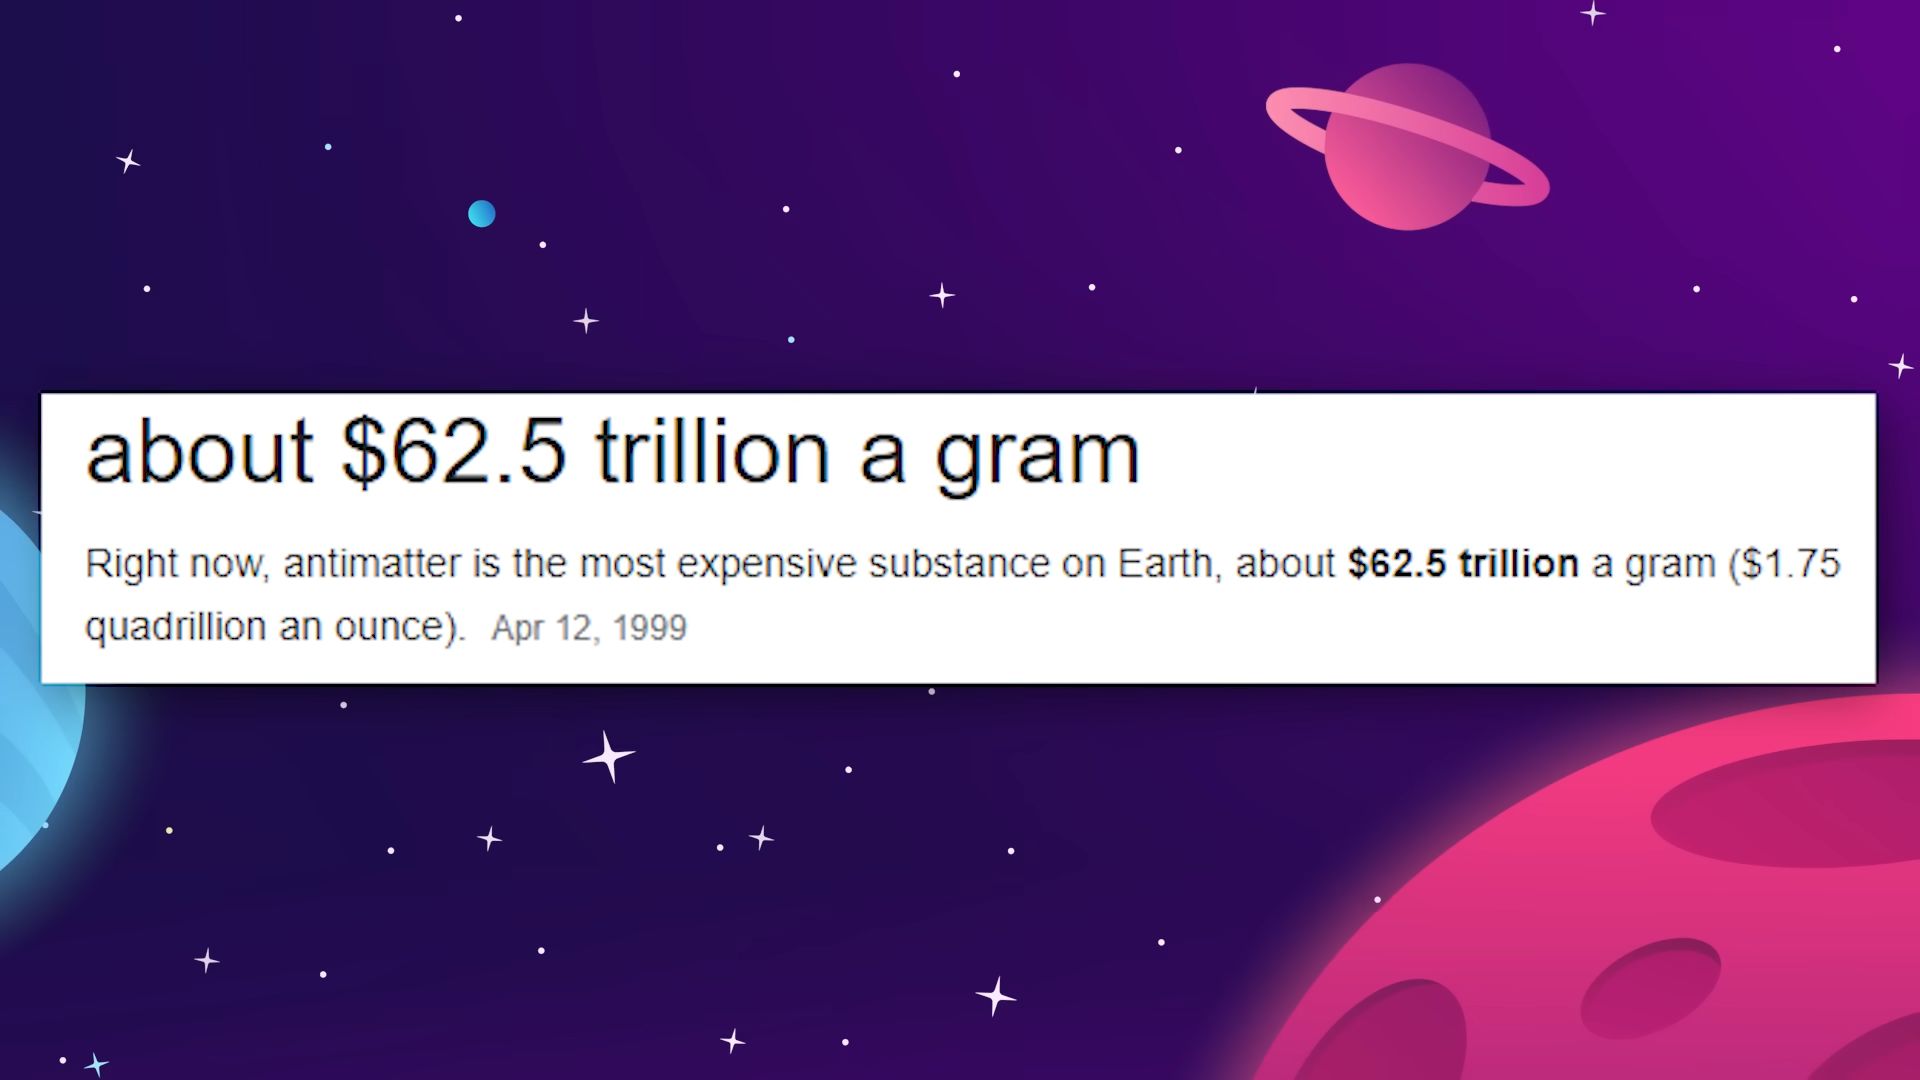 about $62.5 trillion a gram
Right now, antimatter is the most expensive substance on Earth, about $62.5 trillion a gram ($1.75
quadrillion an ounce). Apr 12, 1999